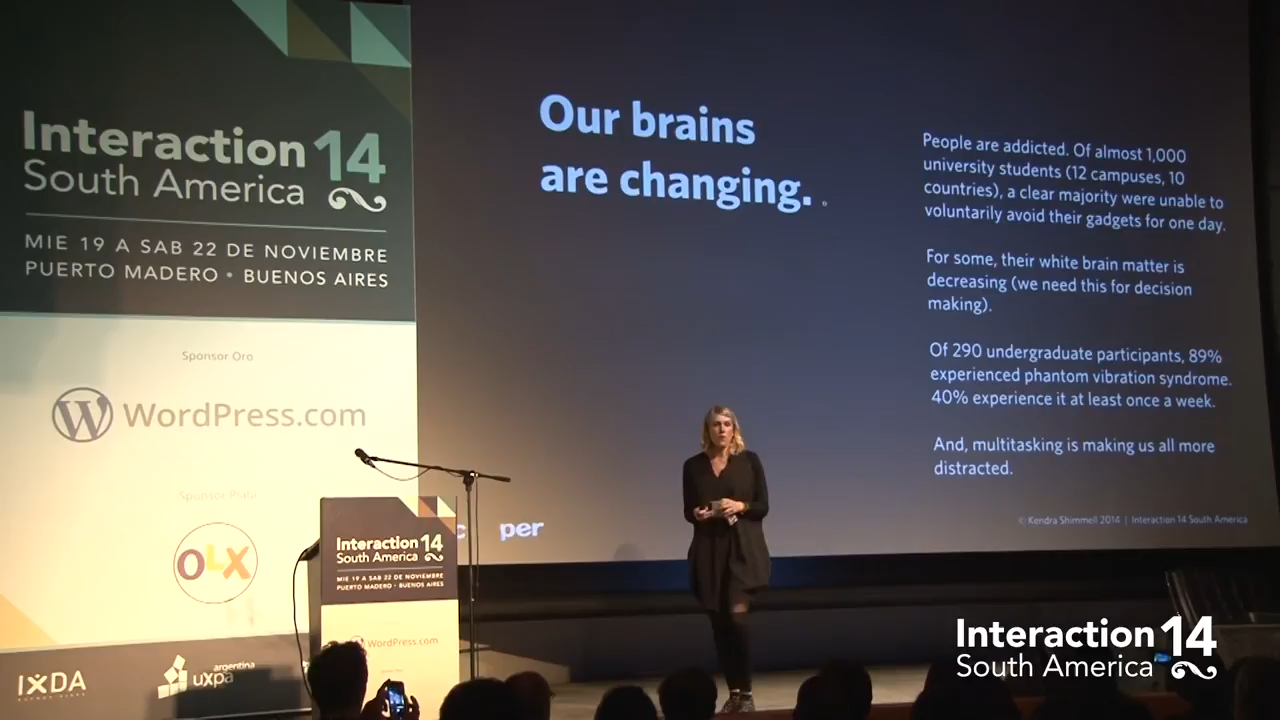 Interaction 14
South America
MIE 19 A SAB 22 DE NOVIEMBRE
PUERTO MADERO • BUENOS AIRES
Sponsor Oro
WordPress.com
Sponsor Plata
OLX
IXDA
BUENOS AIRES
argentina
uxpa
Our brains
are changing.
People are addicted. Of almost 1,000
university students (12 campuses, 10
countries), a clear majority were unable to
voluntarily avoid their gadgets for one day.
For some, their white brain matter is
decreasing (we need this for decision
making).
Of 290 undergraduate participants, 89%
experienced phantom vibration syndrome.
40% experience it at least once a week.
And, multitasking is making us all more
distracted.
© Kendra Shimmell 2014 | Interaction 14 South America
per
Interaction 14
South America
MIE 19 A SAB 22 DE NOVIEMBRE
PUERTO MADERO • BUENOS AIRES
WordPress.com
Interaction 14
South America